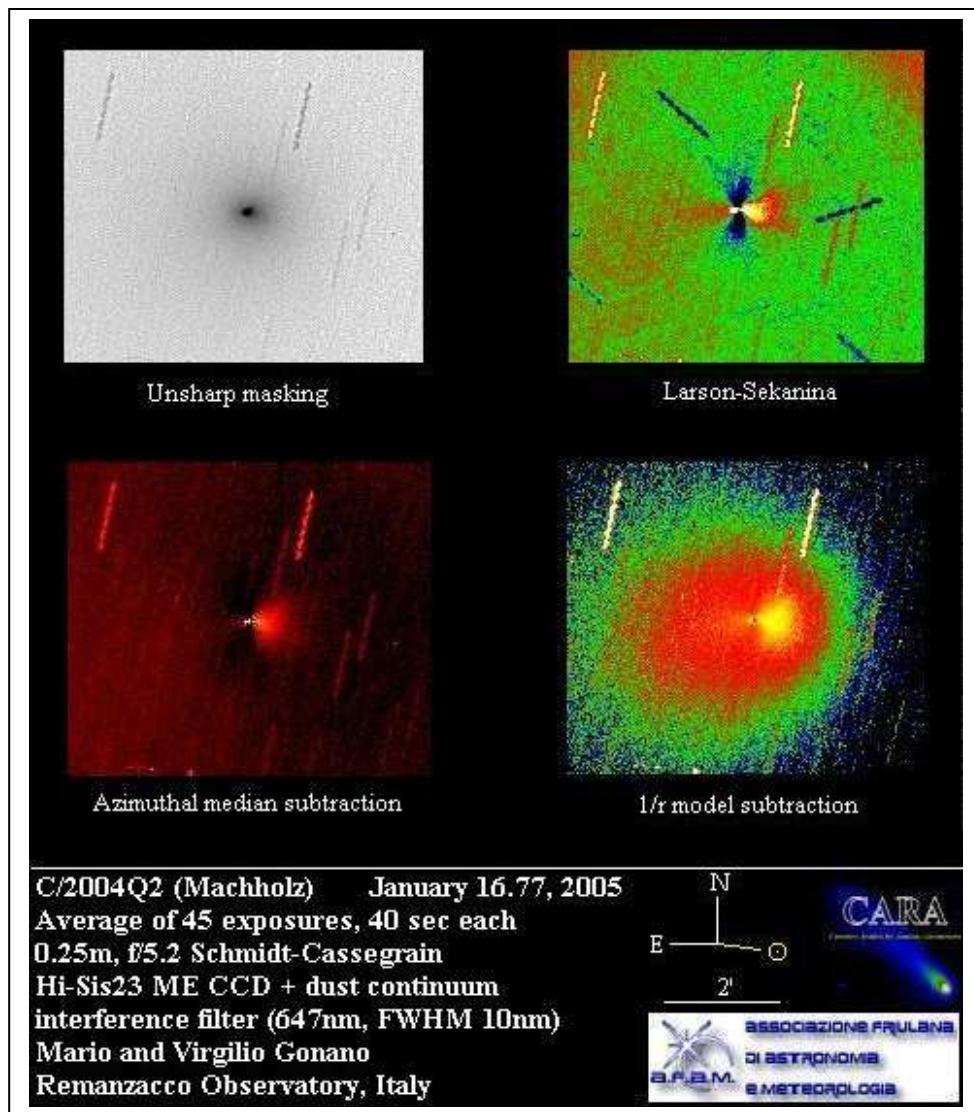 Unsharp masking
Larson-Sekanina
Azimuthal median subtraction
1/r model subtraction
C/2004Q2 (Machholz) January 16.77, 2005
Average of 45 exposures, 40 sec each
0.25m, f/5.2 Schmidt-Cassegrain
Hi-Sis23 ME CCD + dust continuum
interference filter (647nm, FWHM 10nm)
Mario and Virgilio Gonano
Remanzacco Observatory, Italy
N
E
2'
CARA
a.f.a.m.
ASSOCIAZIONE FRIULANA
DI ASTRONOMIA
E METEOROLOGIA